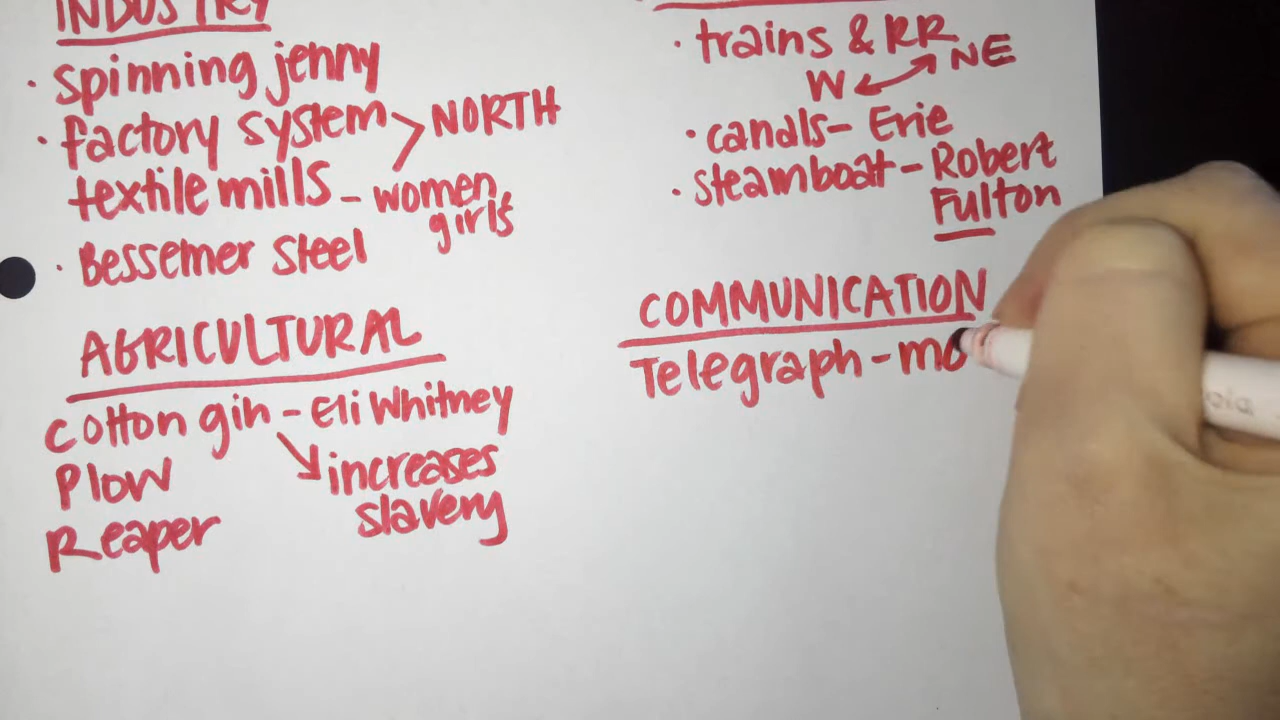 INDUSTRY
· spinning jenny
· factory system > NORTH
textile mills - women, girls
· Bessemer steel
AGRICULTURAL
Cotton gin - Eli Whitney
increases
slavery
Plow
Reaper
· trains & RR
W NE
· canals - Erie
· steamboat - Robert
Fulton
COMMUNICATION
Telegraph - mo